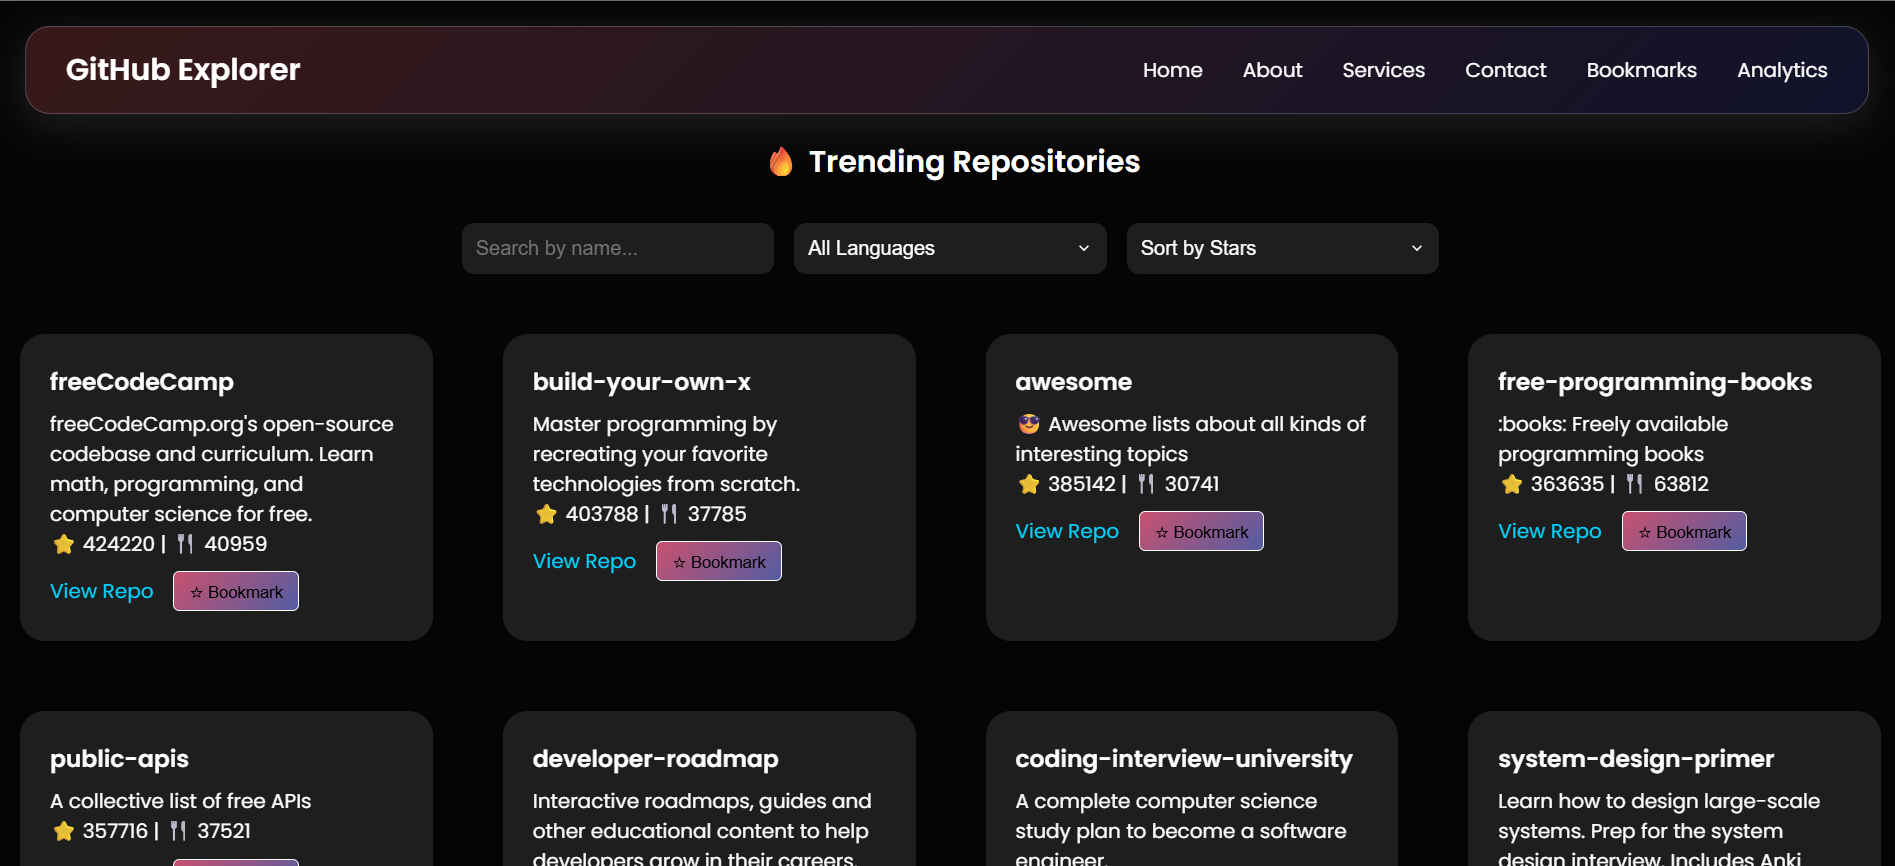 GitHub Explorer
Home About Services Contact Bookmarks Analytics
🔥 Trending Repositories
Search by name...
All Languages
Sort by Stars
freeCodeCamp
freeCodeCamp.org's open-source
codebase and curriculum. Learn
math, programming, and
computer science for free.
⭐ 424220 | 🍴 40959
View Repo
☆ Bookmark
build-your-own-x
Master programming by
recreating your favorite
technologies from scratch.
⭐ 403788 | 🍴 37785
View Repo
☆ Bookmark
awesome
😎 Awesome lists about all kinds of
interesting topics
⭐ 385142 | 🍴 30741
View Repo
☆ Bookmark
free-programming-books
:books: Freely available
programming books
⭐ 363635 | 🍴 63812
View Repo
☆ Bookmark
public-apis
A collective list of free APIs
⭐ 357716 | 🍴 37521
developer-roadmap
Interactive roadmaps, guides and
other educational content to help
developers grow in their careers.
coding-interview-university
A complete computer science
study plan to become a software
engineer.
system-design-primer
Learn how to design large-scale
systems. Prep for the system
design interview. Includes Anki